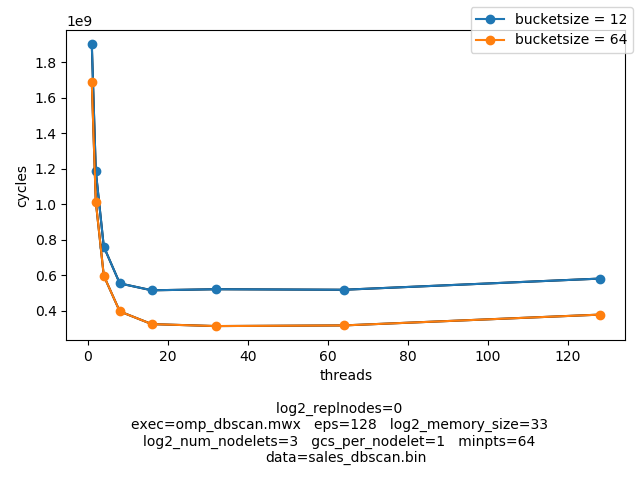 1e9
bucketsize = 12
bucketsize = 64
1.8
1.6
1.4
1.2
1.0
0.8
0.6
0.4
cycles
0 20 40 60 80 100 120
threads
log2_replnodes=0
exec=omp_dbscan.mwx eps=128 log2_memory_size=33
log2_num_nodelets=3 gcs_per_nodelet=1 minpts=64
data=sales_dbscan.bin